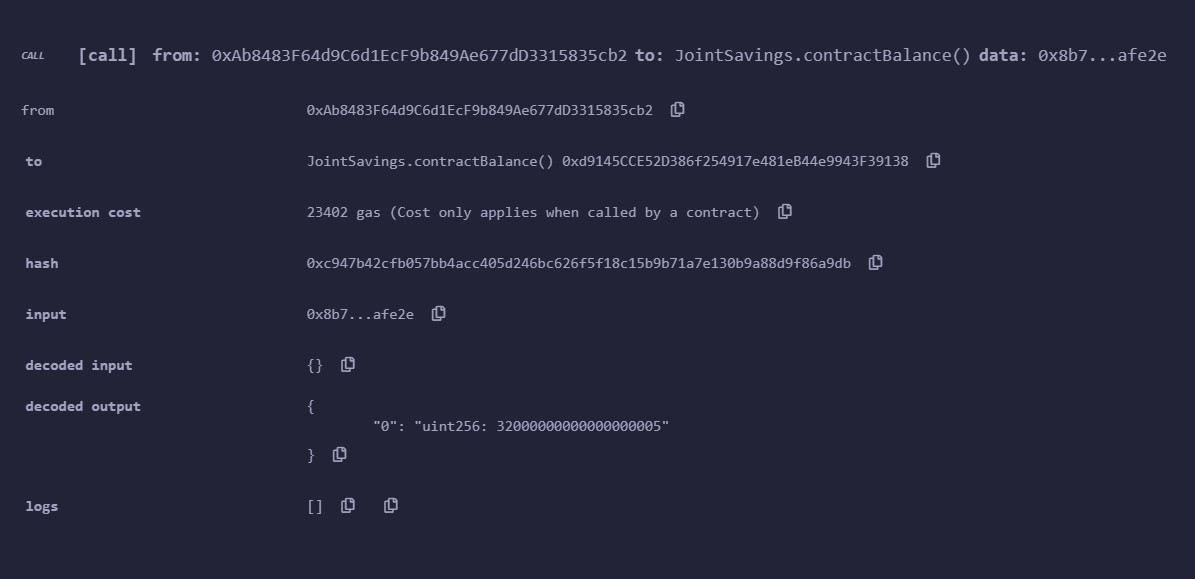 CALL [call] from: 0xAb8483F64d9C6d1EcF9b849Ae677dD3315835cb2 to: JointSavings.contractBalance() data: 0x8b7...afe2e
from 0xAb8483F64d9C6d1EcF9b849Ae677dD3315835cb2
to JointSavings.contractBalance() 0xd9145CCE52D386f254917e481eB44e9943F39138
execution cost 23402 gas (Cost only applies when called by a contract)
hash 0xc947b42cfb057bb4acc405d246bc626f5f18c15b9b71a7e130b9a88d9f86a9db
input 0x8b7...afe2e
decoded input {}
decoded output {
"0": "uint256: 32000000000000000005"
}
logs []